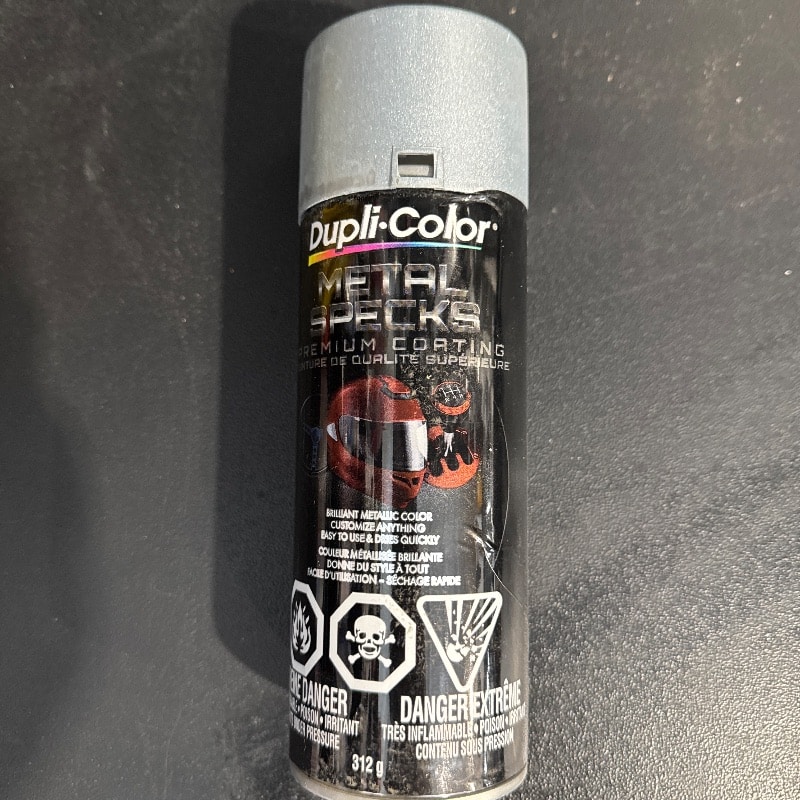 Dupli·Color®
METAL
SPECKS
PREMIUM COATING
DE QUALITÉ SUPÉRIEURE
BRILLIANT METALLIC COLOR
CUSTOMIZE ANYTHING
EASY TO USE & DRIES QUICKLY
COULEUR MÉTALLISÉE BRILLANTE
DONNE DU STYLE À TOUT
FACILE D'UTILISATION – SÉCHAGE RAPIDE
DANGER
• POISON • IRRITANT
PRESSURE
DANGER EXTRÊME
TRÈS INFLAMMABLE • POISON •
CONTENU SOUS PRESSION
312 g